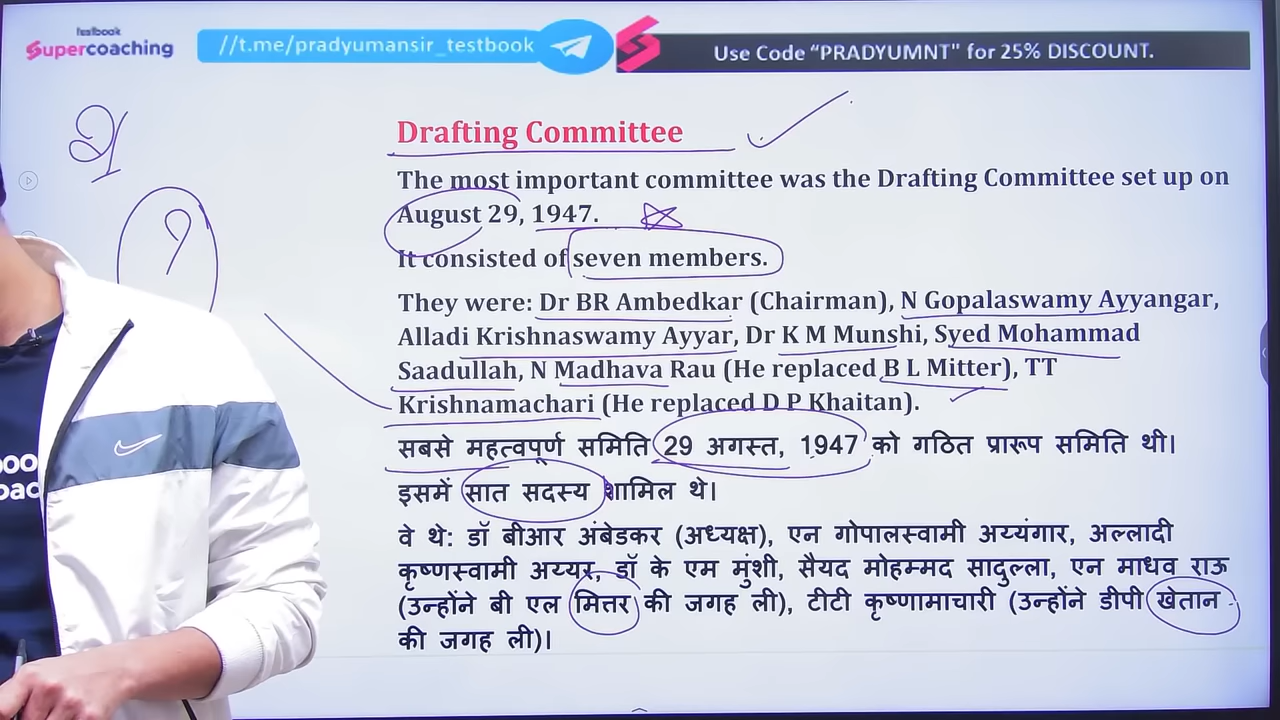 testbook
Supercoaching
//t.me/pradyumansir_testbook
Use Code “PRADYUMNT" for 25% DISCOUNT.
Drafting Committee
The most important committee was the Drafting Committee set up on
August 29, 1947.
It consisted of seven members.
They were: Dr BR Ambedkar (Chairman), N Gopalaswamy Ayyangar,
Alladi Krishnaswamy Ayyar, Dr K M Munshi, Syed Mohammad
Saadullah, N Madhava Rau (He replaced B L Mitter), TT
Krishnamachari (He replaced D P Khaitan).
सबसे महत्वपूर्ण समिति 29 अगस्त, 1947 को गठित प्रारूप समिति थी।
इसमें सात सदस्य शामिल थे।
वे थे: डॉ बीआर अंबेडकर (अध्यक्ष), एन गोपालस्वामी अय्यंगार, अल्लादी
कृष्णस्वामी अय्यर, डॉ के एम मुंशी, सैयद मोहम्मद सादुल्ला, एन माधव राऊ
(उन्होंने बी एल मित्तर की जगह ली), टीटी कृष्णामाचारी (उन्होंने डीपी खेतान
की जगह ली)।